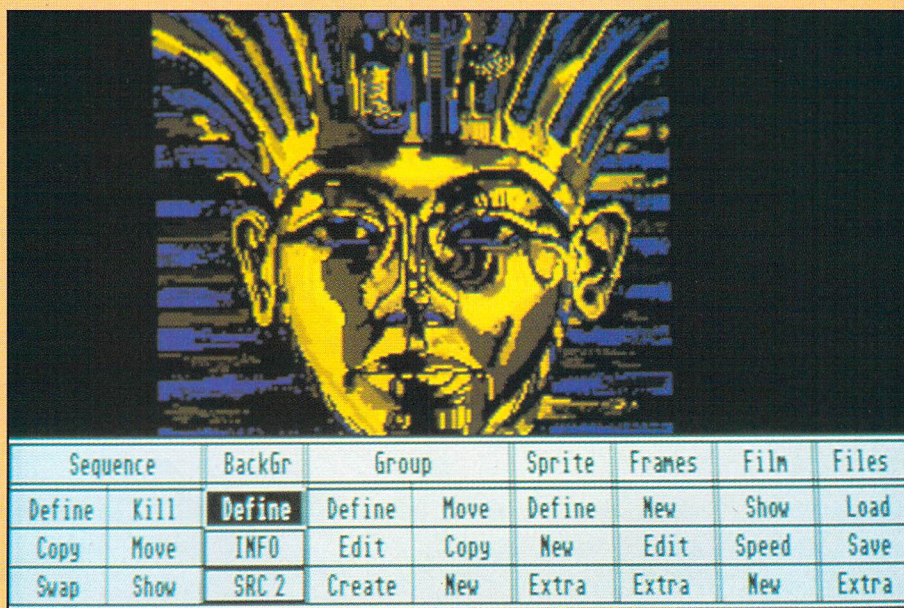 Sequence BackGr Group Sprite Frames Film Files
Define Kill Define Define Move Define New Show Load
Copy Move INFO Edit Copy New Edit Speed Save
Swap Show SRC 2 Create New Extra Extra New Extra